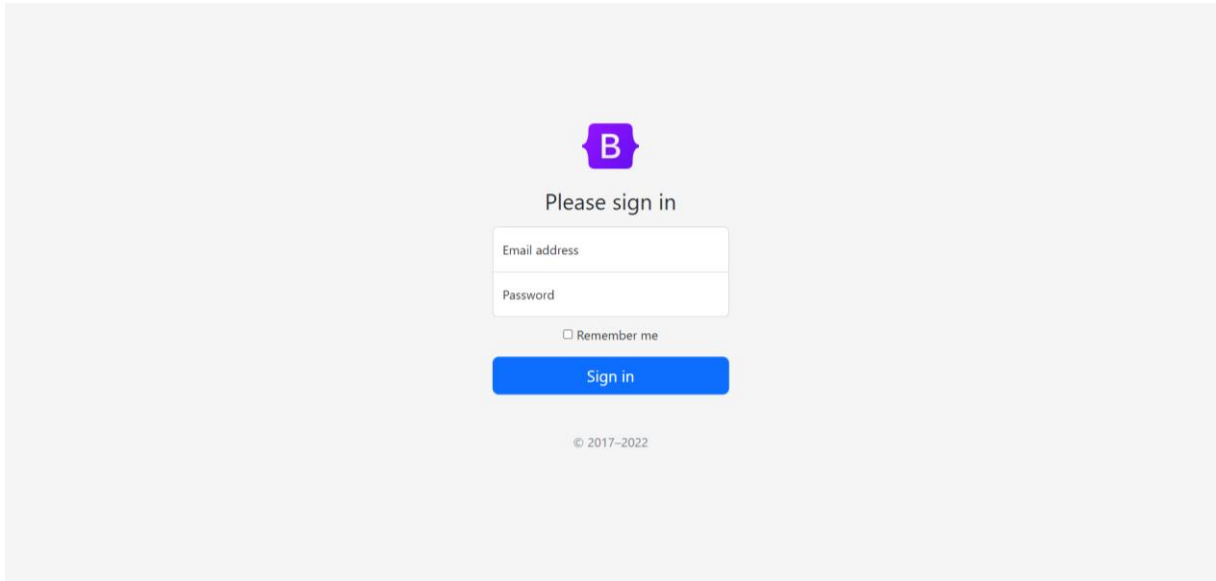 B
Please sign in
Email address
Password
Remember me
Sign in
© 2017–2022